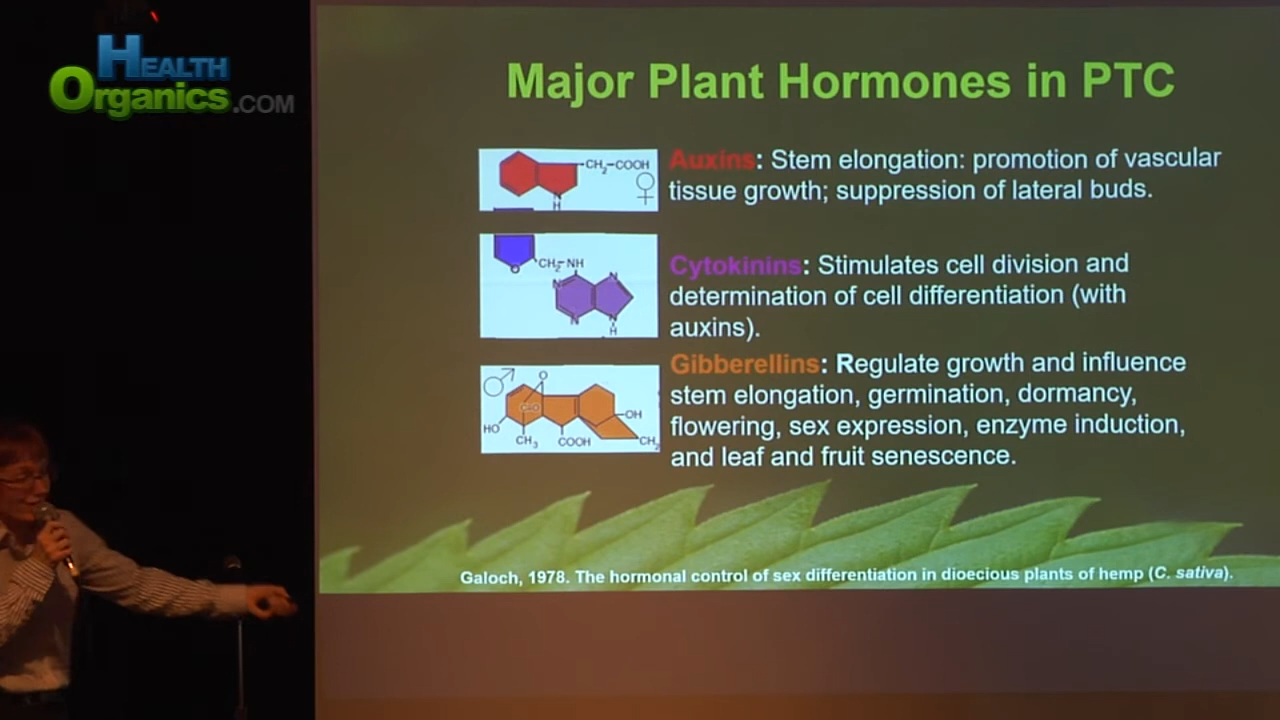 HEALTH
Organics.COM
Major Plant Hormones in PTC
CH2-COOH
H
Auxins: Stem elongation: promotion of vascular
tissue growth; suppression of lateral buds.
O
CH2-NH
N
N
N
N
H
Cytokinins: Stimulates cell division and
determination of cell differentiation (with
auxins).
O
HO
CH3
COOH
OH
CH2
Gibberellins: Regulate growth and influence
stem elongation, germination, dormancy,
flowering, sex expression, enzyme induction,
and leaf and fruit senescence.
Galoch, 1978. The hormonal control of sex differentiation in dioecious plants of hemp (C. sativa).